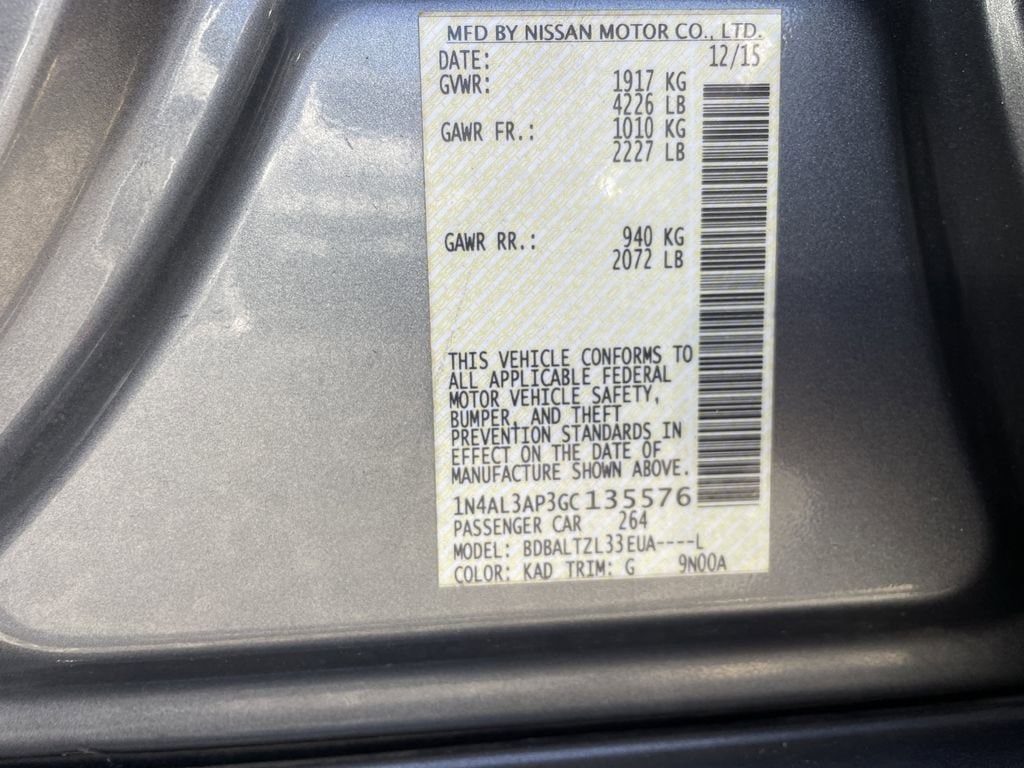 MFD BY NISSAN MOTOR CO., LTD.
DATE: 12/15
GVWR: 1917 KG
4226 LB
GAWR FR.: 1010 KG
2227 LB
GAWR RR.: 940 KG
2072 LB
THIS VEHICLE CONFORMS TO
ALL APPLICABLE FEDERAL
MOTOR VEHICLE SAFETY,
BUMPER, AND THEFT
PREVENTION STANDARDS IN
EFFECT ON THE DATE OF
MANUFACTURE SHOWN ABOVE.
1N4AL3AP3GC135576
PASSENGER CAR 264
MODEL: BDBALTZL33EUA----L
COLOR: KAD TRIM: G 9N00A